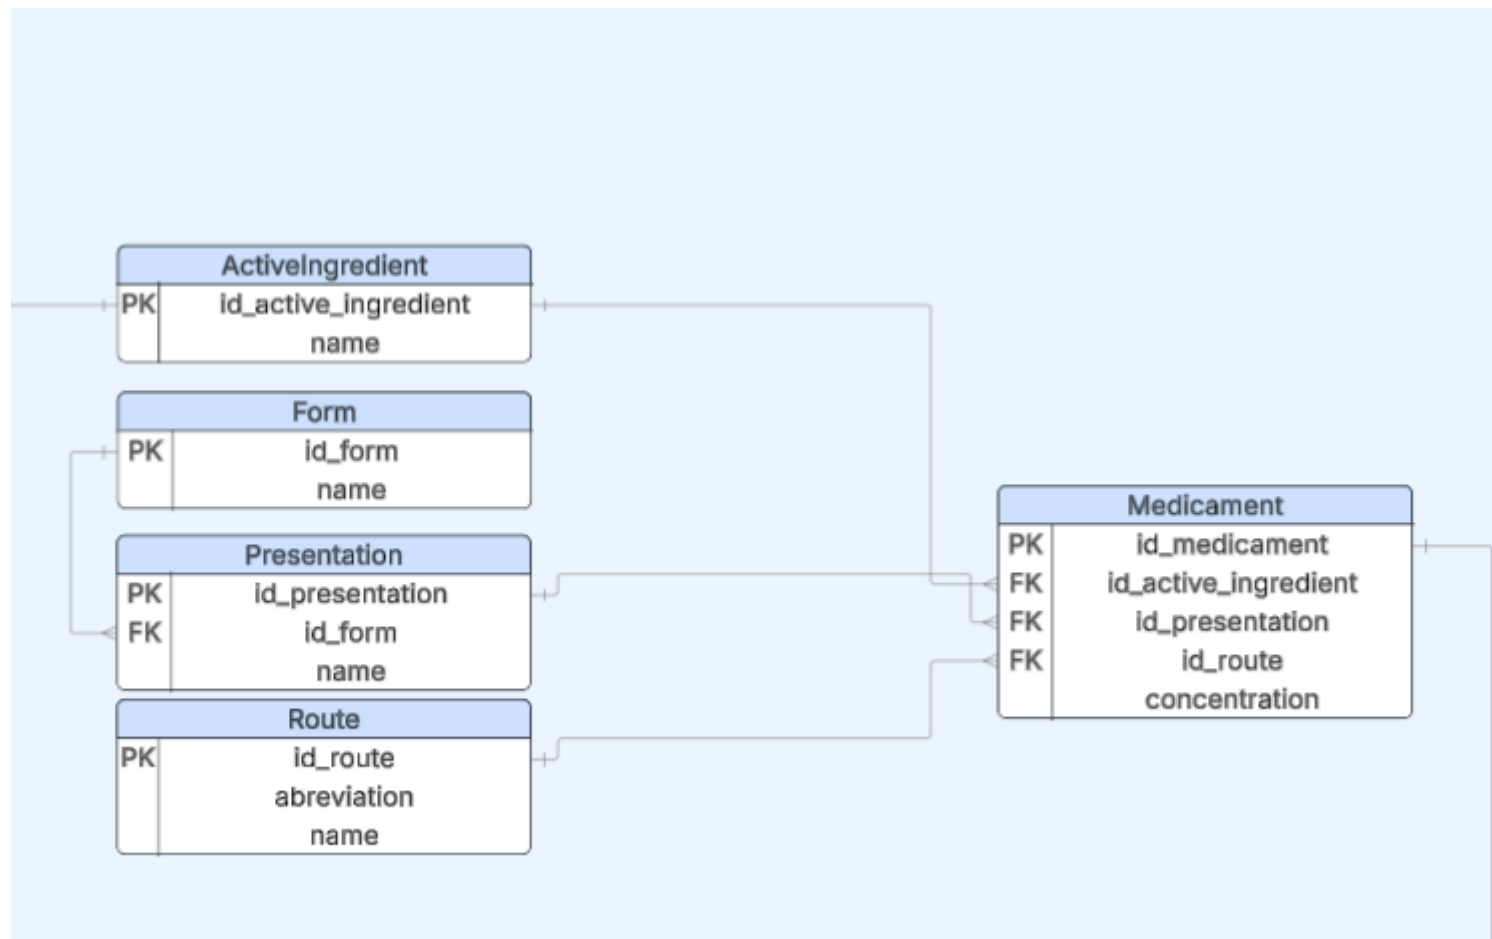 ActiveIngredient
PK id_active_ingredient
name
Form
PK id_form
name
Presentation
PK id_presentation
FK id_form
name
Route
PK id_route
abreviation
name
Medicament
PK id_medicament
FK id_active_ingredient
FK id_presentation
FK id_route
concentration